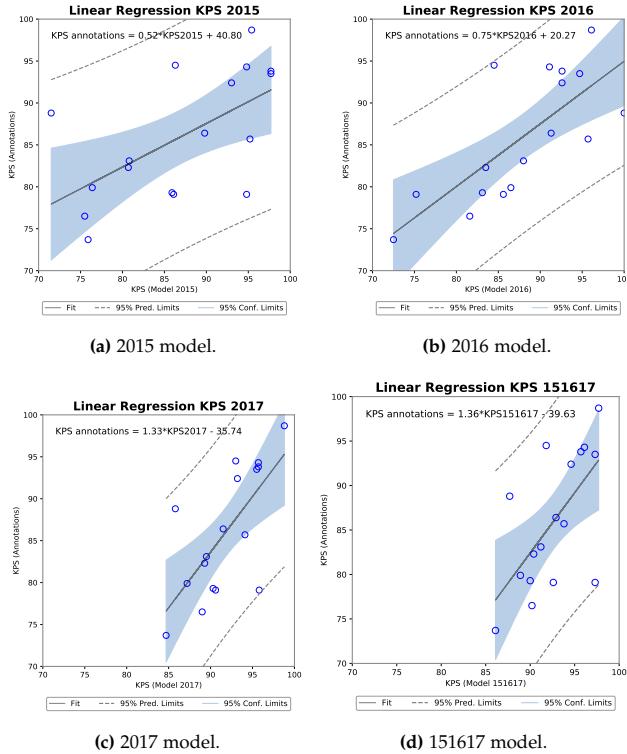 Linear Regression KPS 2015
KPS annotations = 0.52*KPS2015 + 40.80
KPS (Annotations)
100
95
90
85
80
75
70
70 75 80 85 90 95 100
KPS (Model 2015)
Fit 95% Pred. Limits 95% Conf. Limits
(a) 2015 model.
Linear Regression KPS 2016
KPS annotations = 0.75*KPS2016 + 20.27
KPS (Annotations)
100
95
90
85
80
75
70
70 75 80 85 90 95 100
KPS (Model 2016)
Fit 95% Pred. Limits 95% Conf. Limits
(b) 2016 model.
Linear Regression KPS 2017
KPS annotations = 1.33*KPS2017 - 35.74
KPS (Annotations)
100
95
90
85
80
75
70
70 75 80 85 90 95 100
KPS (Model 2017)
Fit 95% Pred. Limits 95% Conf. Limits
(c) 2017 model.
Linear Regression KPS 151617
KPS annotations = 1.36*KPS151617 - 39.63
KPS (Annotations)
100
95
90
85
80
75
70
70 75 80 85 90 95 100
KPS (Model 151617)
Fit 95% Pred. Limits 95% Conf. Limits
(d) 151617 model.